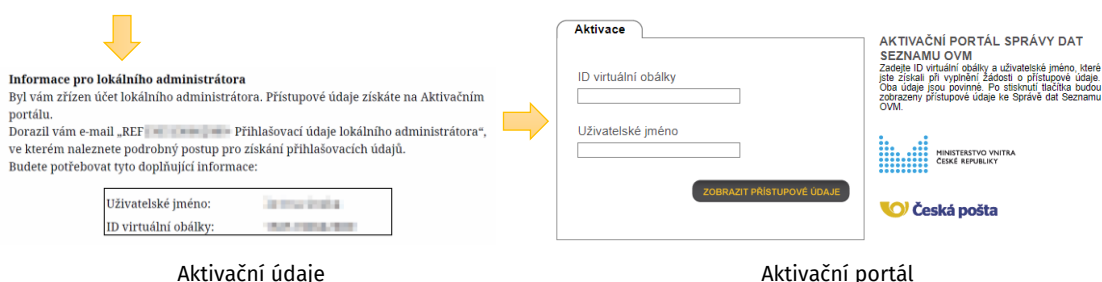 Informace pro lokálního administrátora
Byl vám zřízen účet lokálního administrátora. Přístupové údaje získáte na Aktivačním
portálu.
Dorazil vám e-mail „REF Přihlašovací údaje lokálního administrátora“,
ve kterém naleznete podrobný postup pro získání přihlašovacích údajů.
Budete potřebovat tyto doplňující informace:
Uživatelské jméno:
ID virtuální obálky:
Aktivační údaje
Aktivace
ID virtuální obálky
Uživatelské jméno
ZOBRAZIT PŘÍSTUPOVÉ ÚDAJE
AKTIVAČNÍ PORTÁL SPRÁVY DAT
SEZNAMU OVM
Zadejte ID virtuální obálky a uživatelské jméno, které
jste získali při vyplnění žádosti o přístupové údaje.
Oba údaje jsou povinné. Po stisknutí tlačítka budou
zobrazeny přístupové údaje ke Správě dat Seznamu
OVM.
MINISTERSTVO VNITRA
ČESKÉ REPUBLIKY
Česká pošta
Aktivační portál